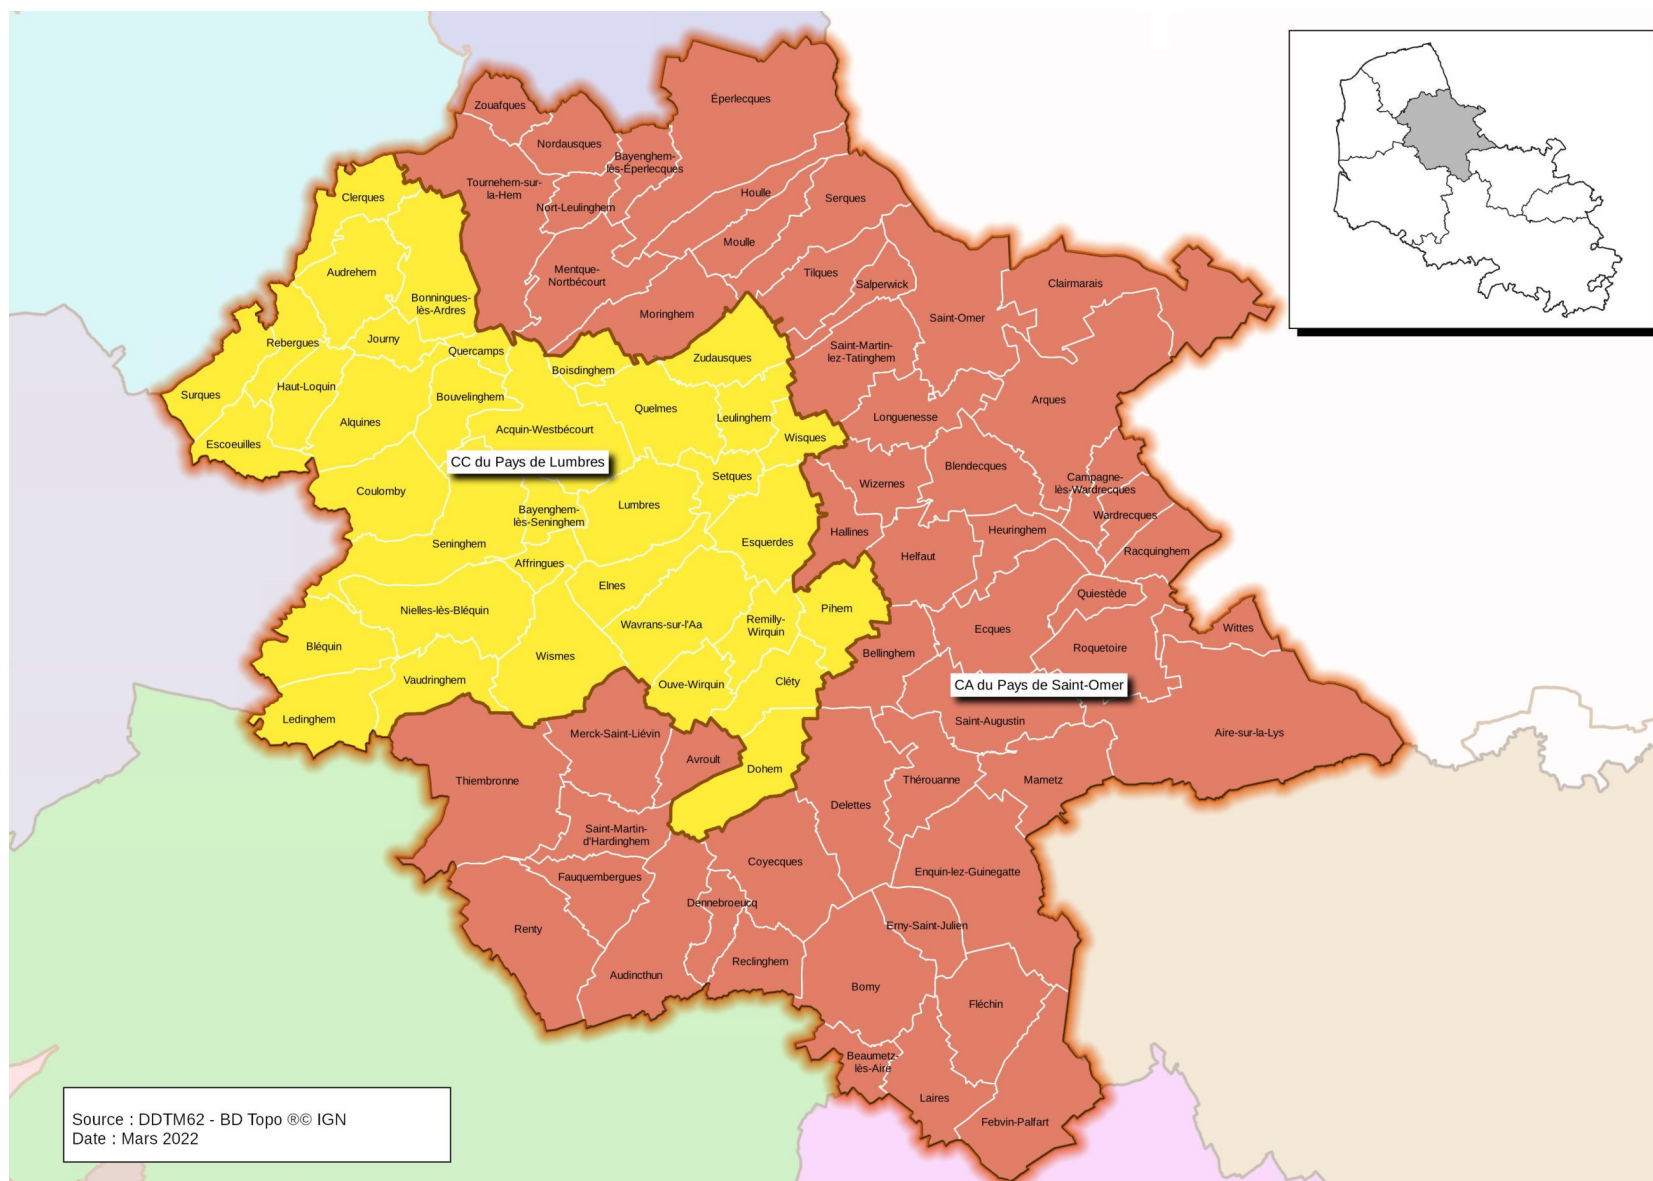 Éperlecques
Zouafques
Nordausques
Bayenghem-
lès-Éperlecques
Tournehem-sur-
la-Hem
Houlle
Clerques
Serques
Nort-Leulinghem
Moulle
Audrehem
Mentque-
Nortbécourt
Tilques
Salperwick
Clairmarais
Bonningues-
lès-Ardres
Moringhem
Saint-Omer
Rebergues
Journy
Quercamps
Saint-Martin-
lez-Tatinghem
Zudausques
Boisdinghem
Haut-Loquin
Surques
Bouvelinghem
Arques
Quelmes
Leulinghem
Longuenesse
Alquines
Acquin-Westbécourt
Wisques
Escoeuilles
CC du Pays de Lumbres
Blendecques
Setques
Campagne-
lès-Wardrecques
Wizernes
Coulomby
Lumbres
Bayenghem-
lès-Seninghem
Wardrecques
Hallines
Heuringhem
Esquerdes
Seninghem
Racquinghem
Helfaut
Affringues
Elnes
Quiestède
Nielles-lès-Bléquin
Pihem
Wavrans-sur-l'Aa
Remilly-
Wirquin
Ecques
Wittes
Bléquin
Roquetoire
Bellinghem
Wismes
Vaudringhem
Ouve-Wirquin
Cléty
CA du Pays de Saint-Omer
Ledinghem
Saint-Augustin
Merck-Saint-Liévin
Aire-sur-la-Lys
Avroult
Dohem
Thiembronne
Thérouanne
Mametz
Delettes
Saint-Martin-
d'Hardinghem
Coyecques
Enquin-lez-Guinegatte
Fauquembergues
Dennebroeucq
Erny-Saint-Julien
Renty
Reclinghem
Audincthun
Bomy
Fléchin
Beaumetz-
lès-Aire
Laires
Febvin-Palfart
Source : DDTM62 - BD Topo ®© IGN
Date : Mars 2022